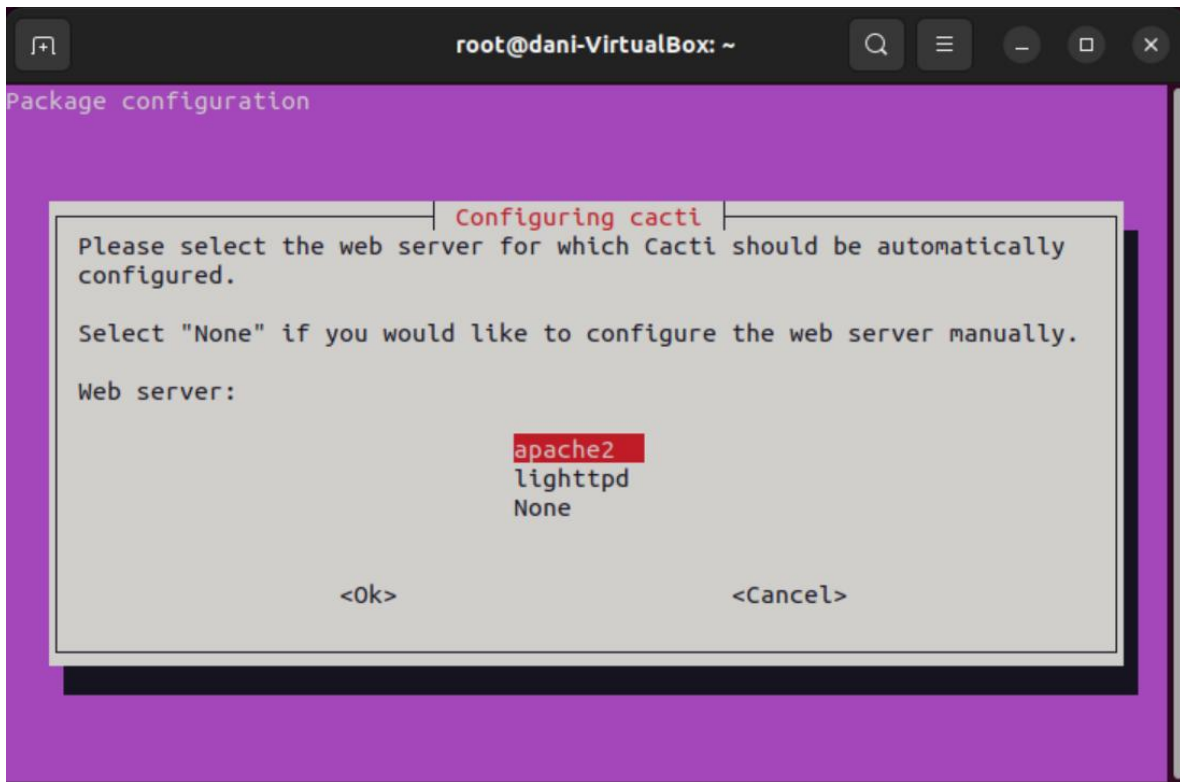 root@dani-VirtualBox: ~
Package configuration
Configuring cacti
Please select the web server for which Cacti should be automatically
configured.
Select "None" if you would like to configure the web server manually.
Web server:
apache2
lighttpd
None
<Ok> <Cancel>